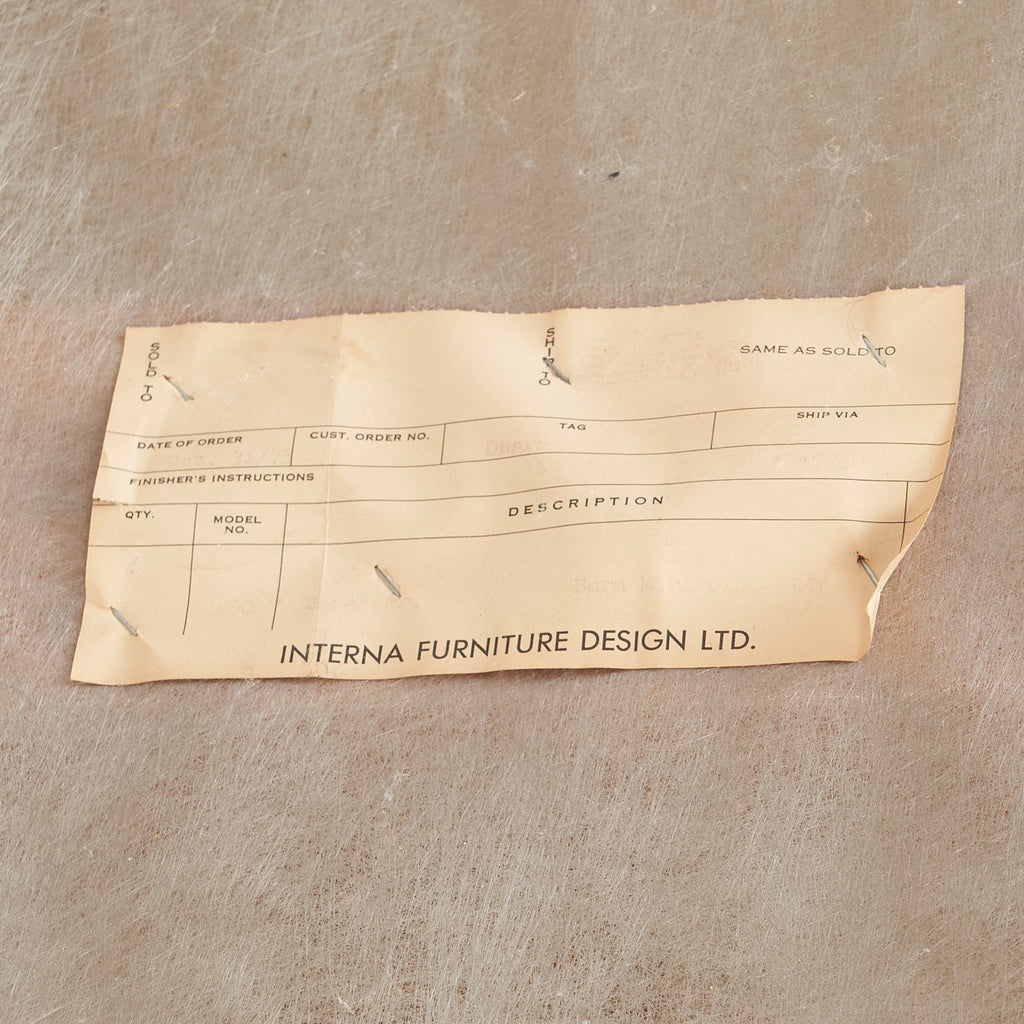 SOLD TO
SHIP TO
SAME AS SOLD TO
DATE OF ORDER
CUST. ORDER NO.
TAG
SHIP VIA
FINISHER'S INSTRUCTIONS
QTY.
MODEL NO.
DESCRIPTION
INTERNA FURNITURE DESIGN LTD.